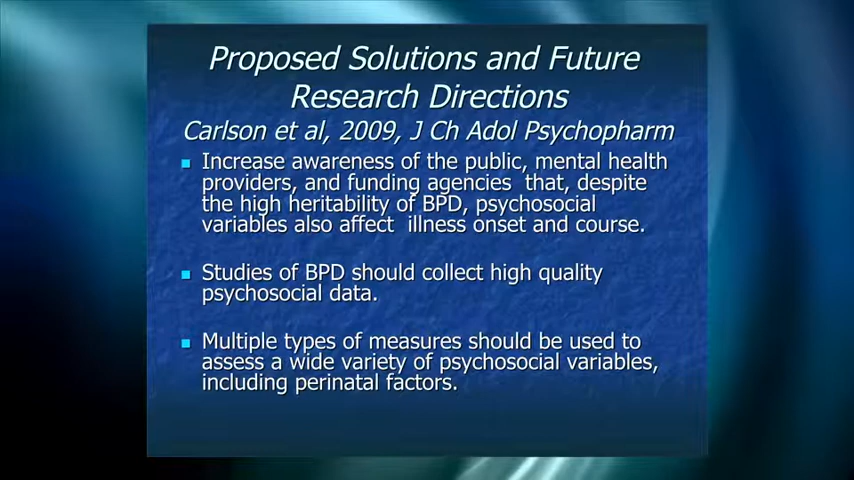 Proposed Solutions and Future
Research Directions
Carlson et al, 2009, J Ch Adol Psychopharm
Increase awareness of the public, mental health
providers, and funding agencies that, despite
the high heritability of BPD, psychosocial
variables also affect illness onset and course.
Studies of BPD should collect high quality
psychosocial data.
Multiple types of measures should be used to
assess a wide variety of psychosocial variables,
including perinatal factors.